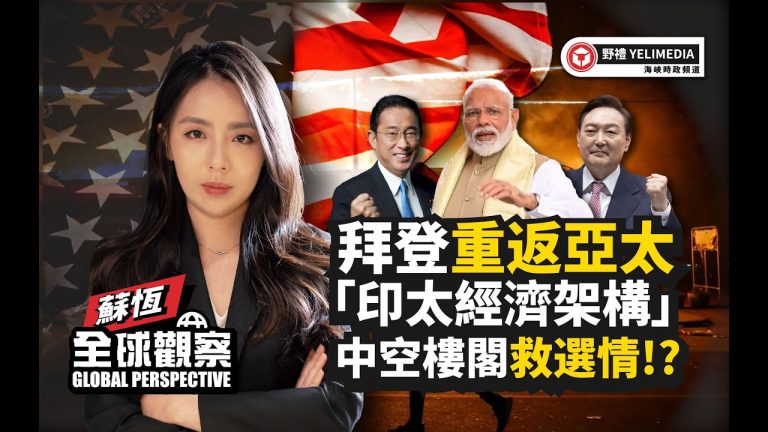 野禮 YELIMEDIA
海峽時政頻道
拜登重返亞太
「印太經濟架構」
中空樓閣救選情!?
蘇恆
全球觀察
GLOBAL PERSPECTIVE